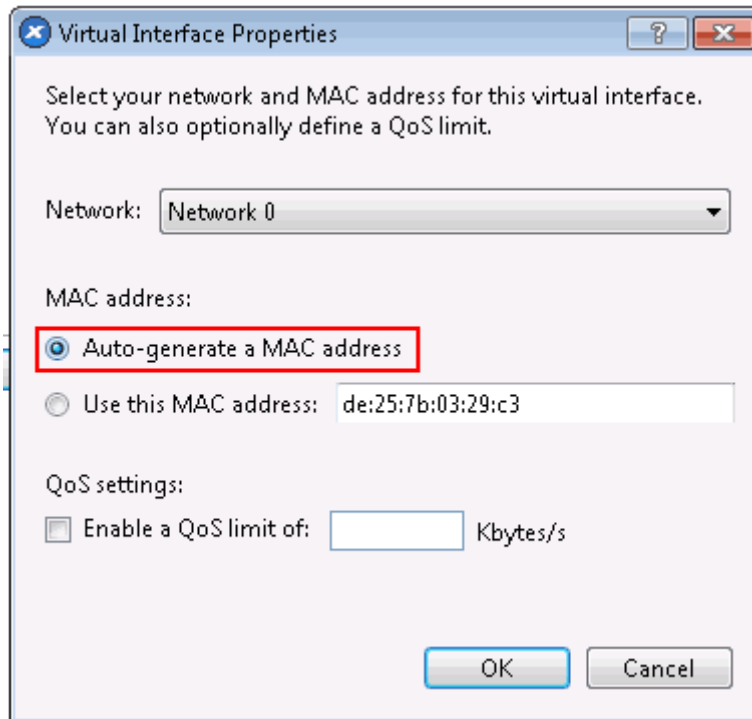 Virtual Interface Properties
Select your network and MAC address for this virtual interface.
You can also optionally define a QoS limit.
Network: Network 0
MAC address:
Auto-generate a MAC address
Use this MAC address: de:25:7b:03:29:c3
QoS settings:
Enable a QoS limit of: Kbytes/s
OK Cancel